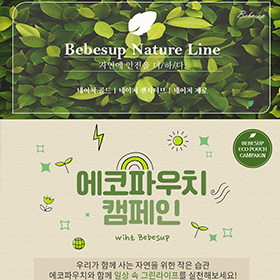 Bebesup
Bebesup Nature Line
자연에 안전을 더/하/다.
네이처 골드 | 네이처 센시티브 | 네이처 제로
BEBESUP
ECO POUCH
CAMPAIGN
에코파우치
캠페인
wiht Bebesup
우리가 함께 사는 자연을 위한 작은 습관
에코파우치와 함께 일상 속 그린라이프를 실천해보세요!